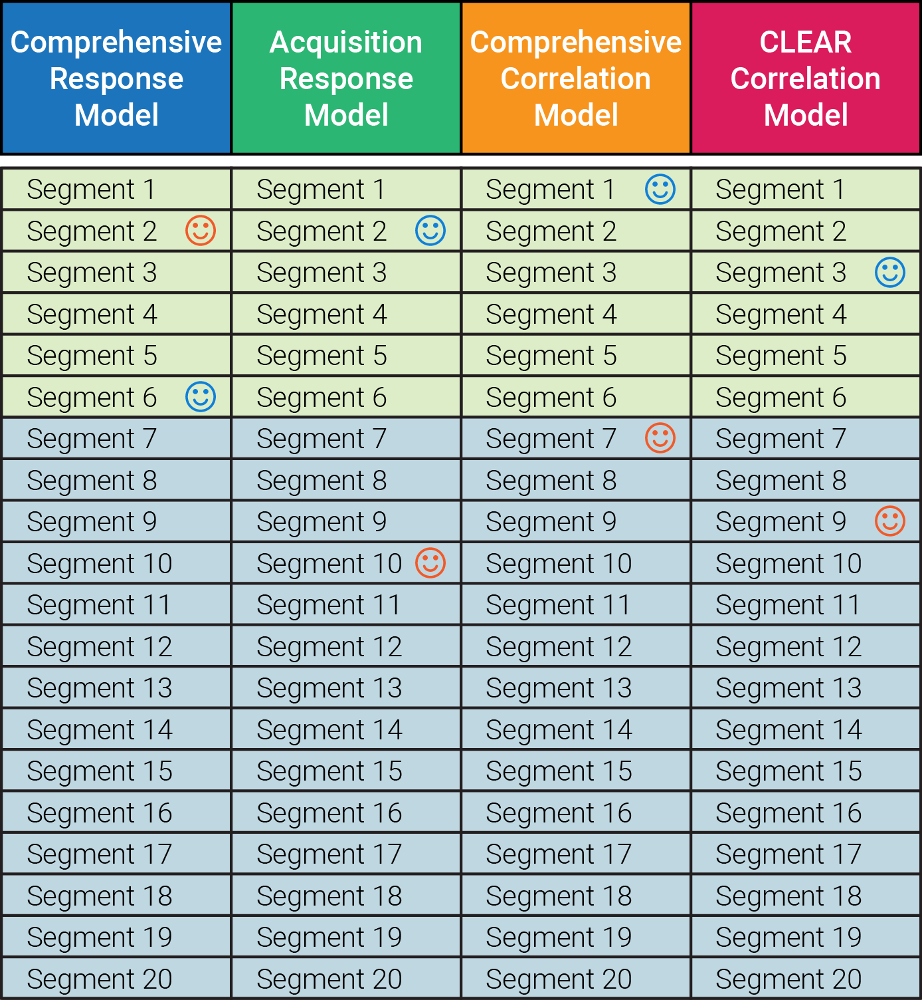 Comprehensive
Response
Model
Acquisition
Response
Model
Comprehensive
Correlation
Model
CLEAR
Correlation
Model
Segment 1 Segment 1 Segment 1 Segment 1
Segment 2 Segment 2 Segment 2 Segment 2
Segment 3 Segment 3 Segment 3 Segment 3
Segment 4 Segment 4 Segment 4 Segment 4
Segment 5 Segment 5 Segment 5 Segment 5
Segment 6 Segment 6 Segment 6 Segment 6
Segment 7 Segment 7 Segment 7 Segment 7
Segment 8 Segment 8 Segment 8 Segment 8
Segment 9 Segment 9 Segment 9 Segment 9
Segment 10 Segment 10 Segment 10 Segment 10
Segment 11 Segment 11 Segment 11 Segment 11
Segment 12 Segment 12 Segment 12 Segment 12
Segment 13 Segment 13 Segment 13 Segment 13
Segment 14 Segment 14 Segment 14 Segment 14
Segment 15 Segment 15 Segment 15 Segment 15
Segment 16 Segment 16 Segment 16 Segment 16
Segment 17 Segment 17 Segment 17 Segment 17
Segment 18 Segment 18 Segment 18 Segment 18
Segment 19 Segment 19 Segment 19 Segment 19
Segment 20 Segment 20 Segment 20 Segment 20